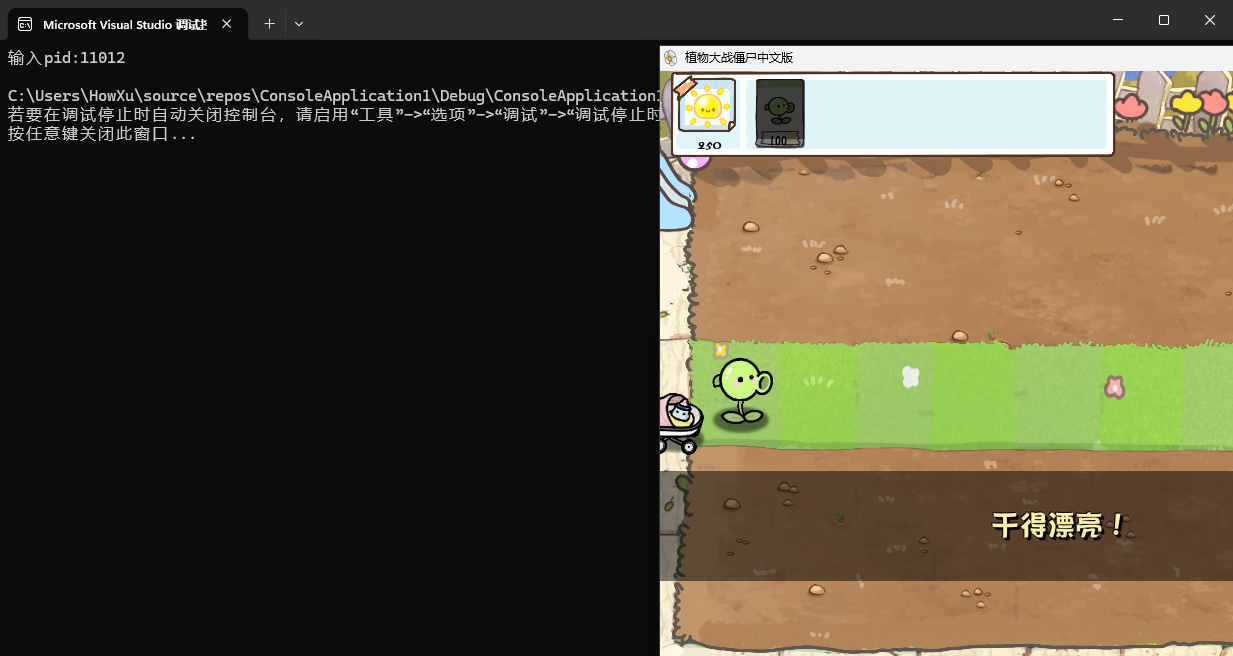 Microsoft Visual Studio 调试
输入pid:11012
C:\Users\HowXu\source\repos\ConsoleApplication1\Debug\ConsoleApplication
若要在调试停止时自动关闭控制台，请启用“工具”->“选项”->“调试”->“调试停止时
按任意键关闭此窗口...
植物大战僵尸中文版
250
100
干得漂亮！